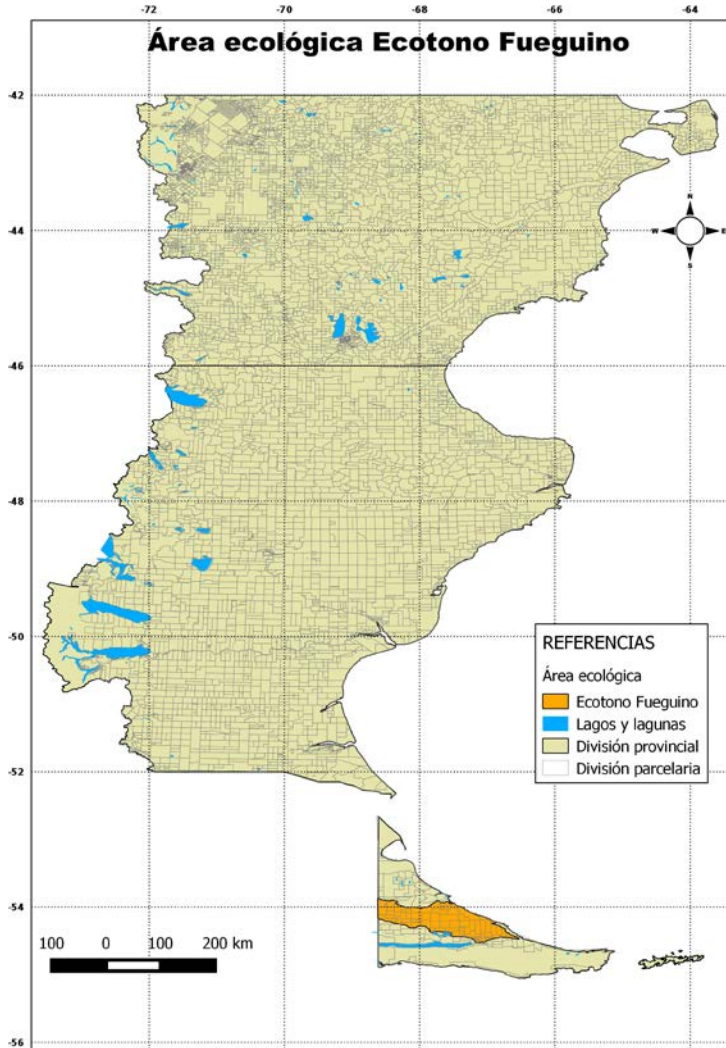 -72 -70 -68 -66 -64
Área ecológica Ecotono Fueguino
-42
N
W E
S
-44
-46
-48
-50
REFERENCIAS
Área ecológica
Ecotono Fueguino
Lagos y lagunas
División provincial
División parcelaria
-52
-54
100 0 100 200 km
-56